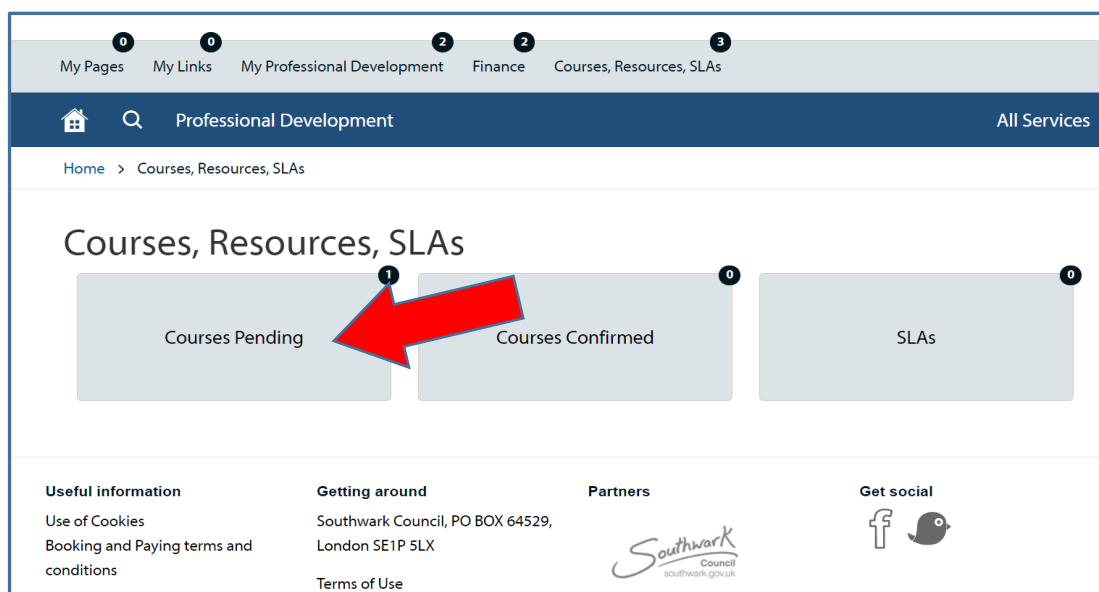 0 0 2 2 3
My Pages My Links My Professional Development Finance Courses, Resources, SLAs
Professional Development All Services
Home > Courses, Resources, SLAs
Courses, Resources, SLAs
1 0 0
Courses Pending Courses Confirmed SLAs
Useful information
Use of Cookies
Booking and Paying terms and
conditions
Getting around
Southwark Council, PO BOX 64529,
London SE1P 5LX
Terms of Use
Partners
Southwark
Council
southwark.gov.uk
Get social